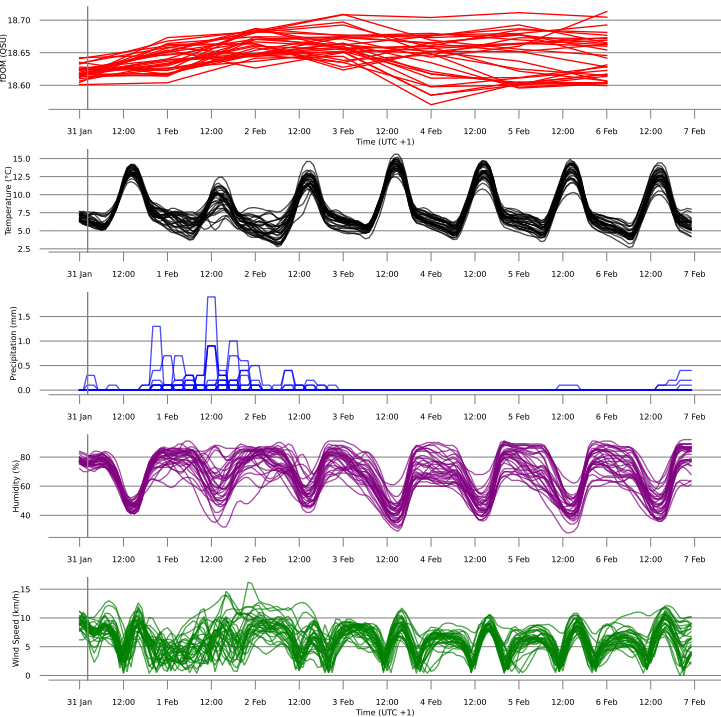 18.70
18.65
18.60
fDOM (QSU)
31 Jan 12:00 1 Feb 12:00 2 Feb 12:00 3 Feb 12:00 4 Feb 12:00 5 Feb 12:00 6 Feb 12:00 7 Feb
Time (UTC +1)
15.0
12.5
10.0
7.5
5.0
2.5
Temperature (°C)
31 Jan 12:00 1 Feb 12:00 2 Feb 12:00 3 Feb 12:00 4 Feb 12:00 5 Feb 12:00 6 Feb 12:00 7 Feb
1.5
1.0
0.5
0.0
Precipitation (mm)
31 Jan 12:00 1 Feb 12:00 2 Feb 12:00 3 Feb 12:00 4 Feb 12:00 5 Feb 12:00 6 Feb 12:00 7 Feb
80
60
40
Humidity (%)
31 Jan 12:00 1 Feb 12:00 2 Feb 12:00 3 Feb 12:00 4 Feb 12:00 5 Feb 12:00 6 Feb 12:00 7 Feb
15
10
5
0
Wind Speed (km/h)
31 Jan 12:00 1 Feb 12:00 2 Feb 12:00 3 Feb 12:00 4 Feb 12:00 5 Feb 12:00 6 Feb 12:00 7 Feb
Time (UTC +1)